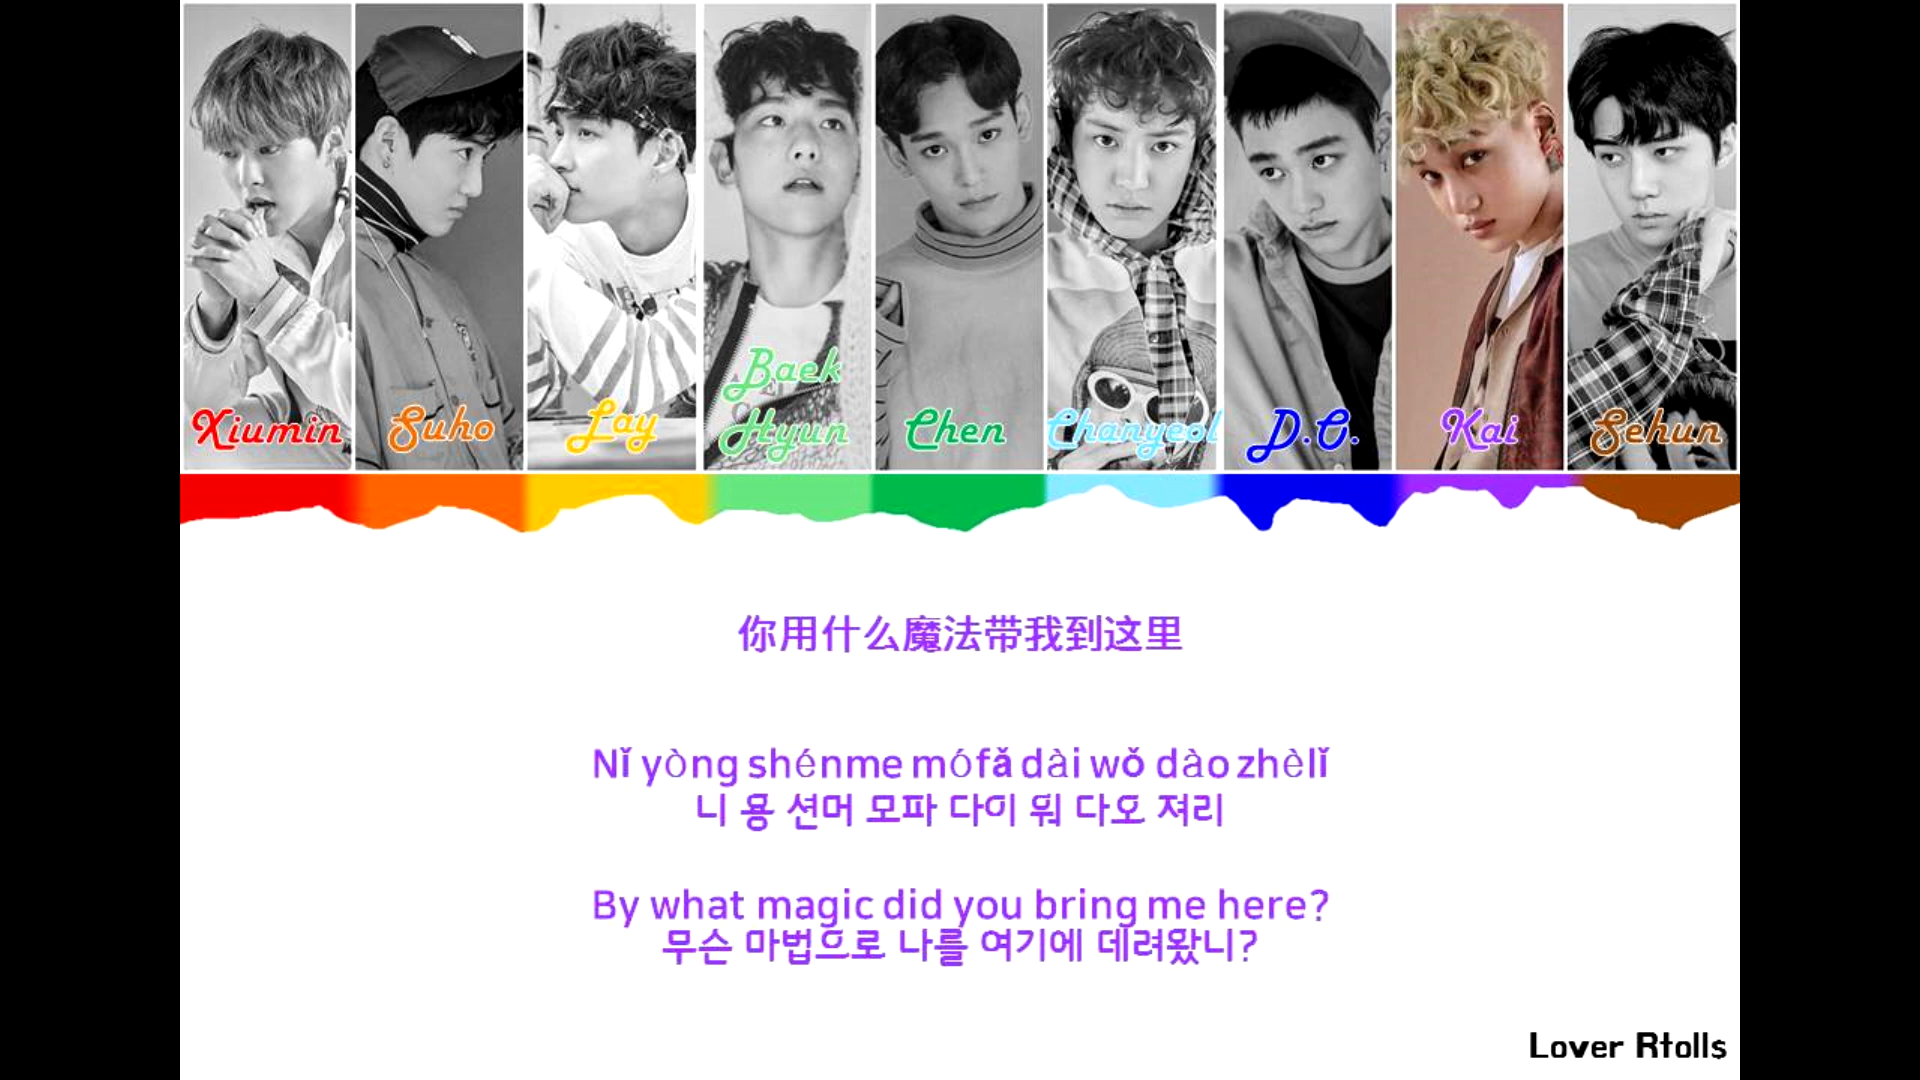 Xiumin
Suho
Lay
Baek
Hyun
Chen
Chanyeol
D.O.
Kai
Sehun
你用什么魔法带我到这里
Nǐ yòng shénme mófǎ dài wǒ dào zhèlǐ
니 용 션머 모파 다이 워 다오 져리
By what magic did you bring me here?
무슨 마법으로 나를 여기에 데려왔니?
Lover Rtolls